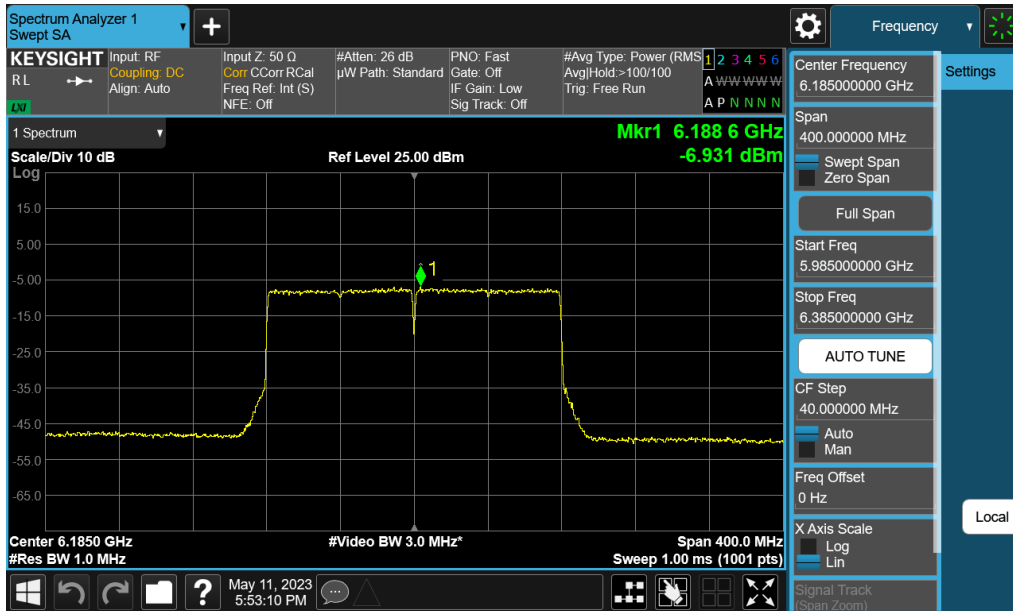 Spectrum Analyzer 1
Swept SA
+
Frequency
KEYSIGHT
RL
LXI
Input: RF
Coupling: DC
Align: Auto
Input Z: 50 Ω
Corr CCorr RCal
Freq Ref: Int (S)
NFE: Off
#Atten: 26 dB
µW Path: Standard
PNO: Fast
Gate: Off
IF Gain: Low
Sig Track: Off
#Avg Type: Power (RMS
Avg|Hold:>100/100
Trig: Free Run
1 2 3 4 5 6
A W W W W W
A P N N N N
1 Spectrum
Mkr1 6.188 6 GHz
Scale/Div 10 dB
Ref Level 25.00 dBm
-6.931 dBm
Log
15.0
5.00
-5.00
-15.0
-25.0
-35.0
-45.0
-55.0
-65.0
1
Center 6.1850 GHz
#Video BW 3.0 MHz*
Span 400.0 MHz
#Res BW 1.0 MHz
Sweep 1.00 ms (1001 pts)
?
May 11, 2023
5:53:10 PM
Center Frequency
6.185000000 GHz
Span
400.000000 MHz
Swept Span
Zero Span
Full Span
Start Freq
5.985000000 GHz
Stop Freq
6.385000000 GHz
AUTO TUNE
CF Step
40.000000 MHz
Auto
Man
Freq Offset
0 Hz
X Axis Scale
Log
Lin
Signal Track
(Span Zoom)
Settings
Local